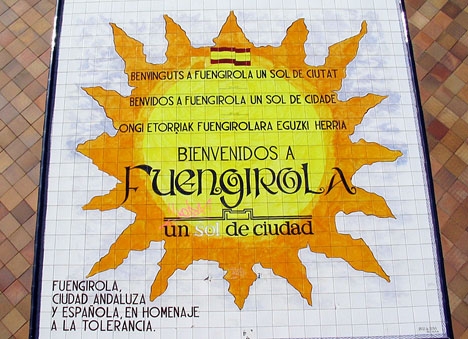 BENVINGUTS A FUENGIROLA UN SOL DE CIUTAT
BENVIDOS A FUENGIROLA UN SOL DE CIDADE
ONGI ETORRIAK FUENGIROLARA EGUZKI HERRIA
BIENVENIDOS A
FUENGIROLA
un sol de ciudad
FUENGIROLA,
CIUDAD ANDALUZA
Y ESPAÑOLA, EN HOMENAJE
A LA TOLERANCIA.